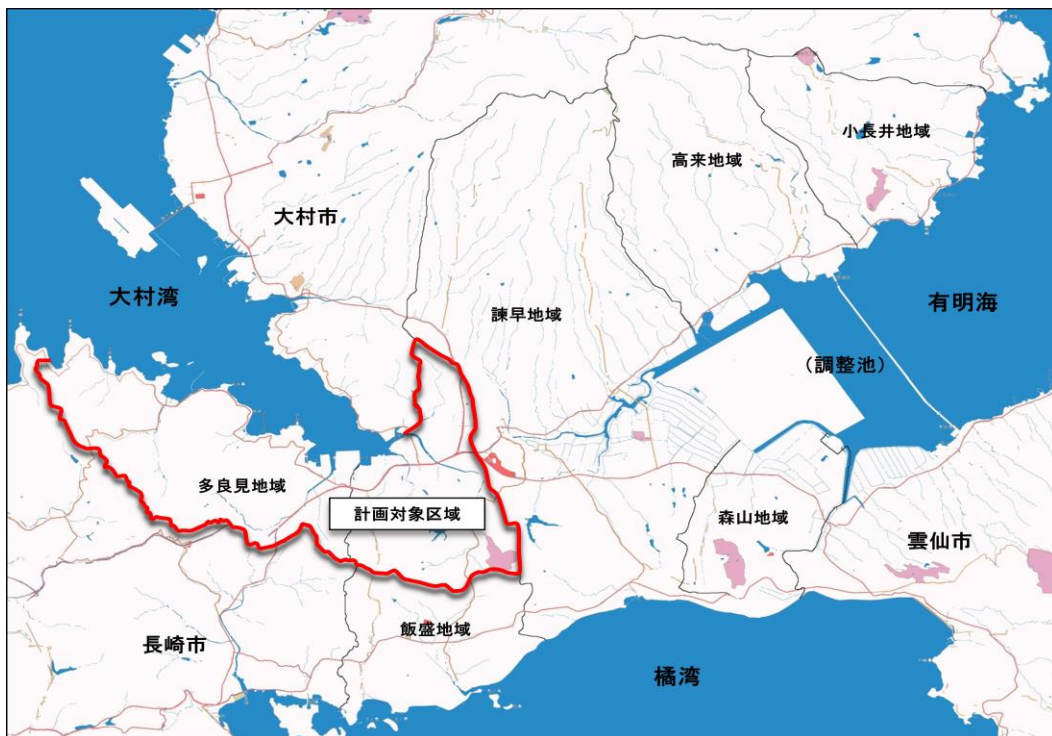 小長井地域
高来地域
大村市
大村湾
諫早地域
有明海
（調整池）
多良見地域
計画対象区域
森山地域
雲仙市
飯盛地域
長崎市
橘湾